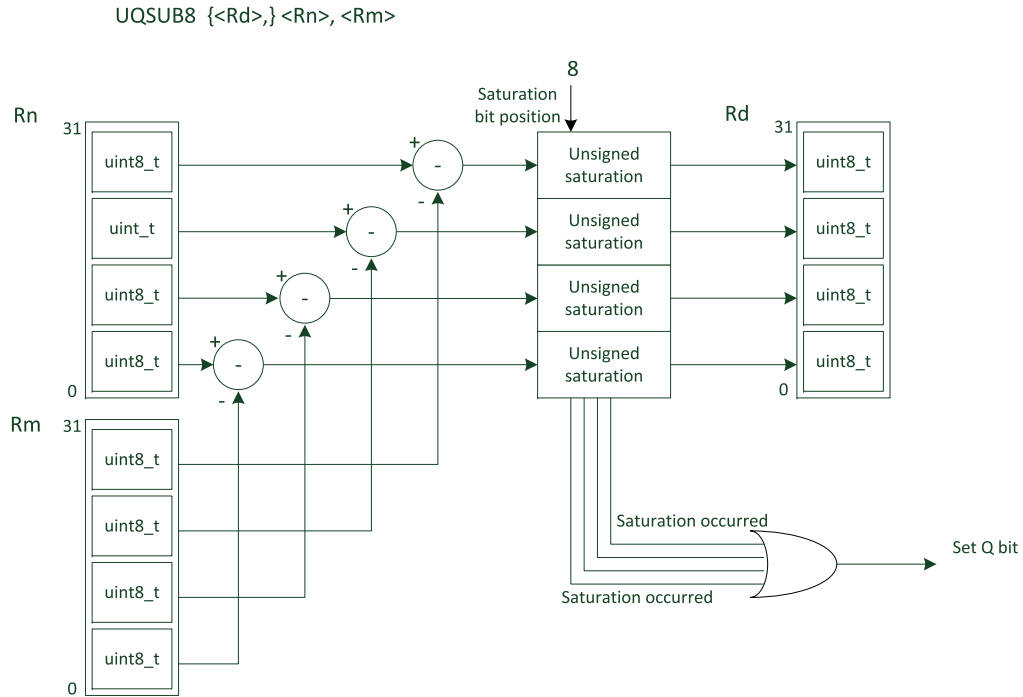 UQSUB8 {<Rd>,} <Rn>, <Rm>
8
Saturation
bit position
Rn
31
Rd
31
uint8_t
+
-
-
Unsigned
saturation
uint8_t
uint_t
+
-
-
Unsigned
saturation
uint8_t
uint8_t
+
-
-
Unsigned
saturation
uint8_t
uint8_t
+
-
-
Unsigned
saturation
uint8_t
0
0
Rm
31
uint8_t
uint8_t
uint8_t
uint8_t
0
Saturation occurred
Saturation occurred
Set Q bit